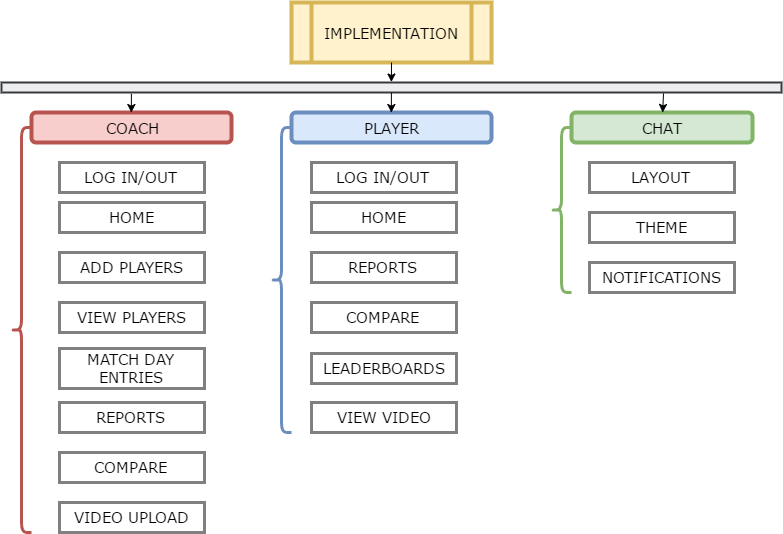 IMPLEMENTATION
COACH
LOG IN/OUT
HOME
ADD PLAYERS
VIEW PLAYERS
MATCH DAY
ENTRIES
REPORTS
COMPARE
VIDEO UPLOAD
PLAYER
LOG IN/OUT
HOME
REPORTS
COMPARE
LEADERBOARDS
VIEW VIDEO
CHAT
LAYOUT
THEME
NOTIFICATIONS